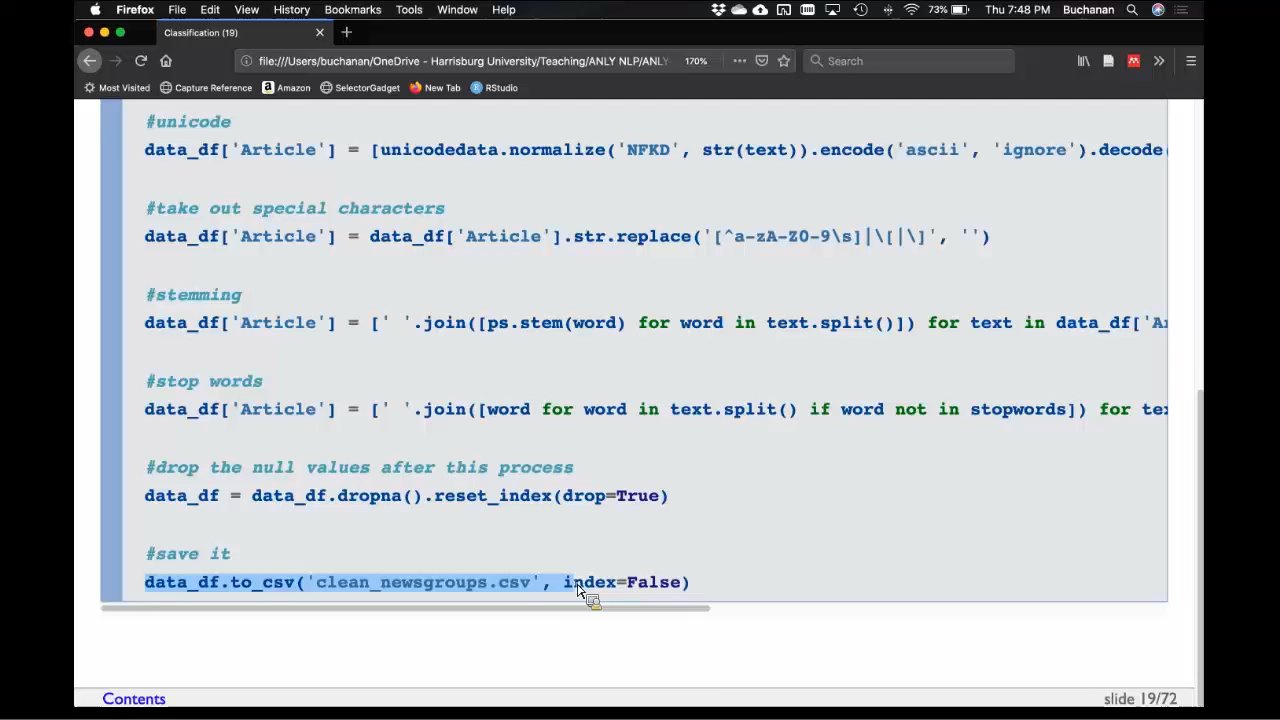 Firefox File Edit View History Bookmarks Tools Window Help 73% Thu 7:48 PM Buchanan
Classification (19)
file:///Users/buchanan/OneDrive - Harrisburg University/Teaching/ANLY NLP/ANLY- 170% Search
Most Visited Capture Reference Amazon SelectorGadget New Tab RStudio
#unicode
data_df['Article'] = [unicodedata.normalize('NFKD', str(text)).encode('ascii', 'ignore').decode(
#take out special characters
data_df['Article'] = data_df['Article'].str.replace('[^a-zA-Z0-9\s]|\[|\]', '')
#stemming
data_df['Article'] = [' '.join([ps.stem(word) for word in text.split()]) for text in data_df['Ar
#stop words
data_df['Article'] = [' '.join([word for word in text.split() if word not in stopwords]) for tex
#drop the null values after this process
data_df = data_df.dropna().reset_index(drop=True)
#save it
data_df.to_csv('clean_newsgroups.csv', index=False)
Contents slide 19/72